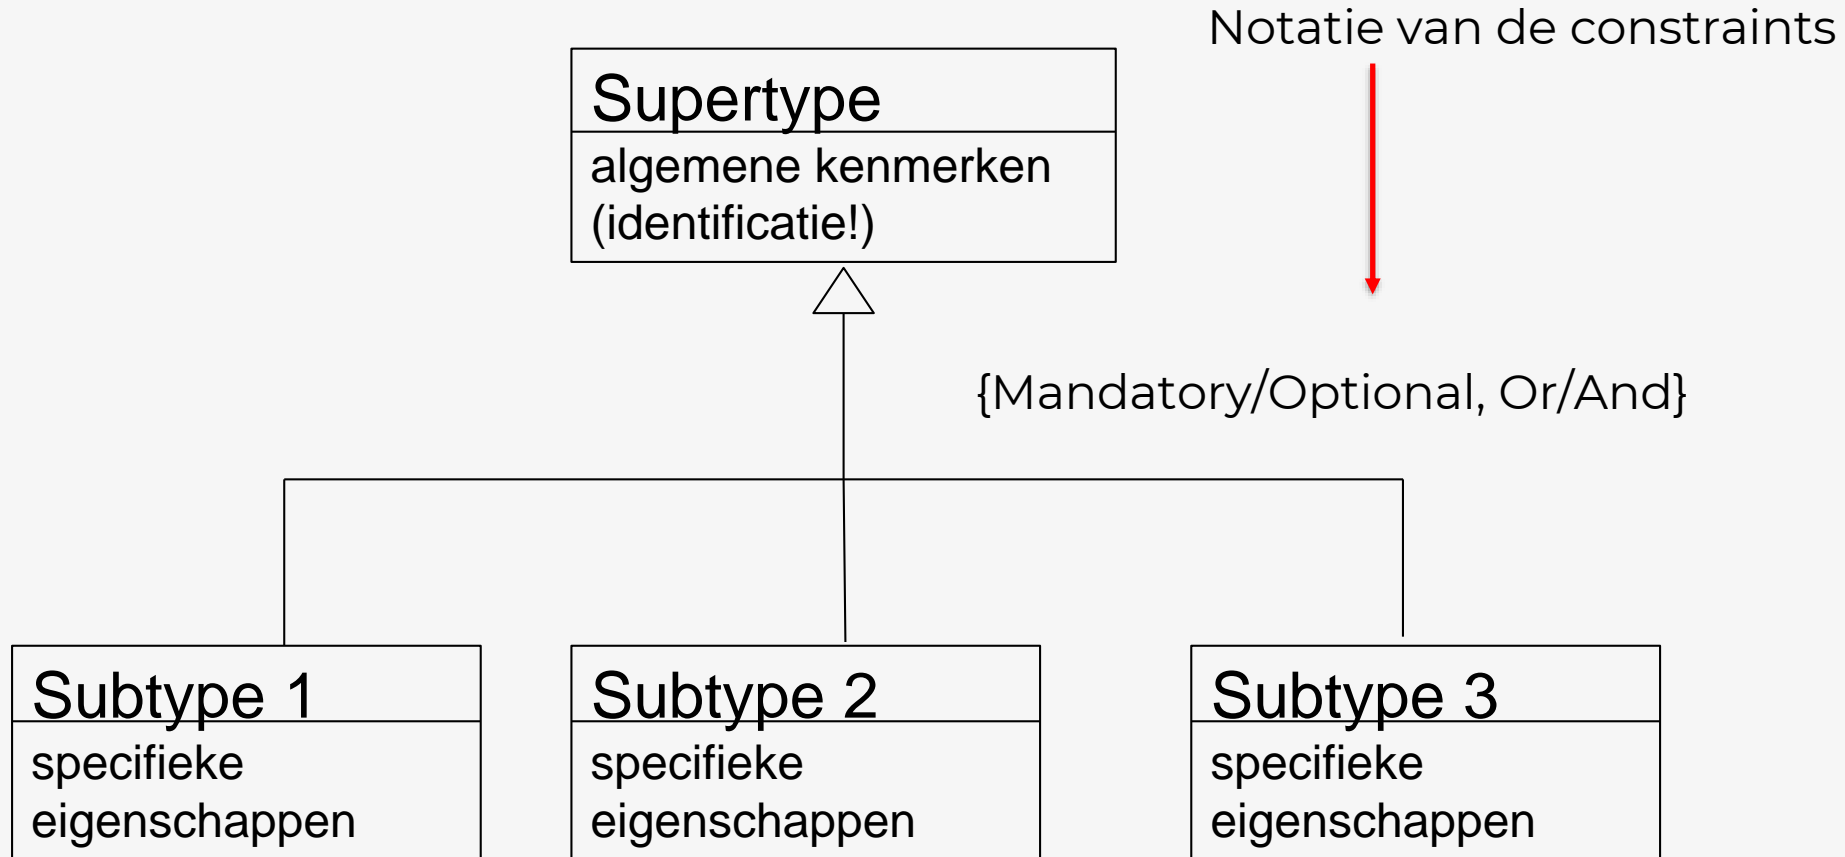 Notatie van de constraints
Supertype
algemene kenmerken
(identificatie!)
{Mandatory/Optional, Or/And}
Subtype 1
specifieke
eigenschappen
Subtype 2
specifieke
eigenschappen
Subtype 3
specifieke
eigenschappen